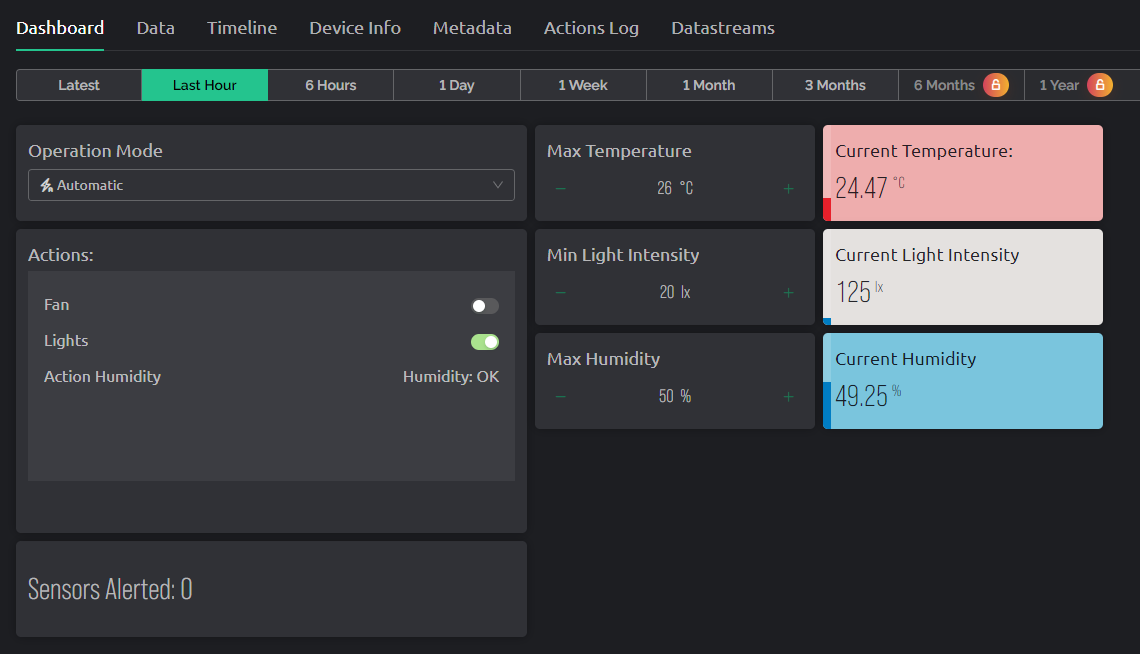 Dashboard Data Timeline Device Info Metadata Actions Log Datastreams
Latest Last Hour 6 Hours 1 Day 1 Week 1 Month 3 Months 6 Months 1 Year
Operation Mode
Automatic
Max Temperature
− 26 °C +
Current Temperature:
24.47 °C
Actions:
Fan
Lights
Action Humidity Humidity: OK
Min Light Intensity
− 20 lx +
Current Light Intensity
125 lx
Max Humidity
− 50 % +
Current Humidity
49.25 %
Sensors Alerted: 0